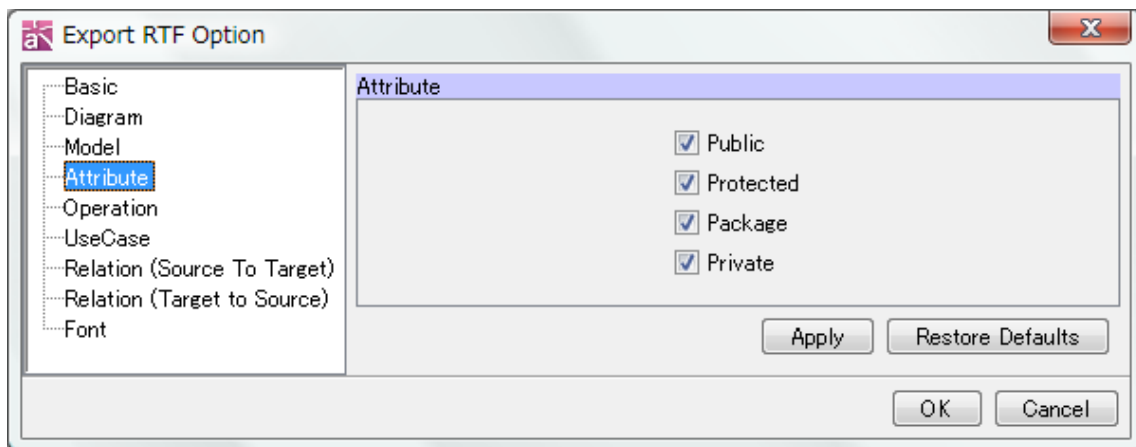 Export RTF Option
Basic
Diagram
Model
Attribute
Operation
UseCase
Relation (Source To Target)
Relation (Target to Source)
Font
Attribute
Public
Protected
Package
Private
Apply
Restore Defaults
OK
Cancel